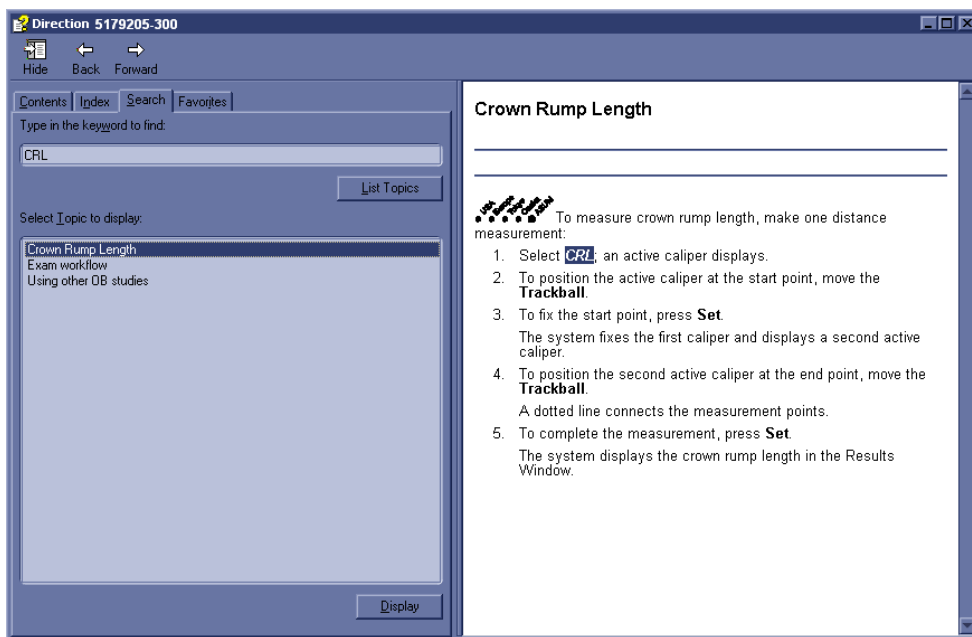 Direction 5179205-300
Hide Back Forward
Contents Index Search Favorites
Type in the keyword to find:
CRL
List Topics
Select Topic to display:
Crown Rump Length
Exam workflow
Using other OB studies
Display
Crown Rump Length
USA Europe Tokyo Osaka ASUM
To measure crown rump length, make one distance
measurement:
1. Select CRL; an active caliper displays.
2. To position the active caliper at the start point, move the
Trackball.
3. To fix the start point, press Set.
The system fixes the first caliper and displays a second active
caliper.
4. To position the second active caliper at the end point, move the
Trackball.
A dotted line connects the measurement points.
5. To complete the measurement, press Set.
The system displays the crown rump length in the Results
Window.